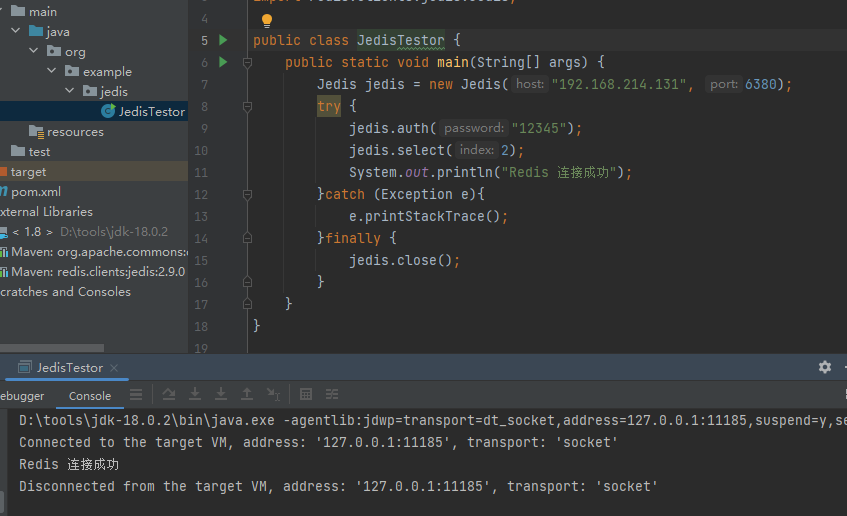 main
java
org
example
jedis
JedisTestor
resources
test
target
pom.xml
xternal Libraries
< 1.8 > D:\tools\jdk-18.0.2
Maven: org.apache.commons:
Maven: redis.clients:jedis:2.9.0
cratches and Consoles
4
5 public class JedisTestor {
6 public static void main(String[] args) {
7 Jedis jedis = new Jedis( host: "192.168.214.131", port: 6380);
8 try {
9 jedis.auth( password: "12345");
10 jedis.select( index: 2);
11 System.out.println("Redis 连接成功");
12 }catch (Exception e){
13 e.printStackTrace();
14 }finally {
15 jedis.close();
16 }
17 }
18 }
19
JedisTestor ×
ebugger Console
D:\tools\jdk-18.0.2\bin\java.exe -agentlib:jdwp=transport=dt_socket,address=127.0.0.1:11185,suspend=y,se
Connected to the target VM, address: '127.0.0.1:11185', transport: 'socket'
Redis 连接成功
Disconnected from the target VM, address: '127.0.0.1:11185', transport: 'socket'